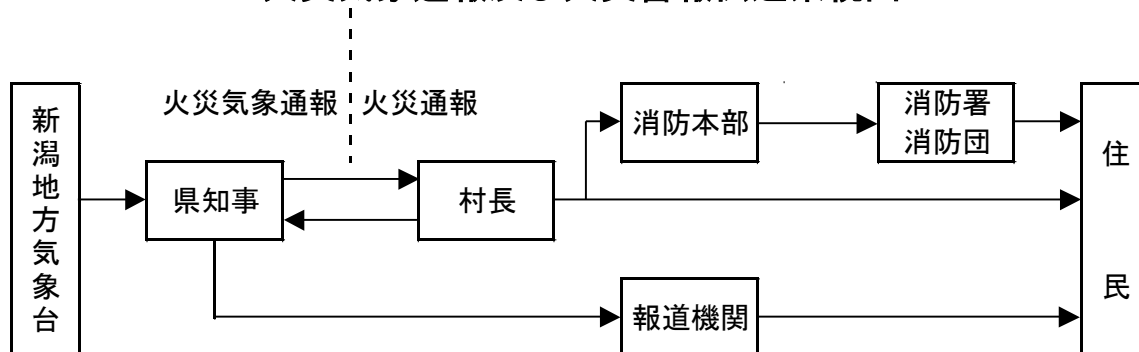 火災気象通報 火災通報
新潟地方気象台
県知事
村長
消防本部
消防署
消防団
報道機関
住民